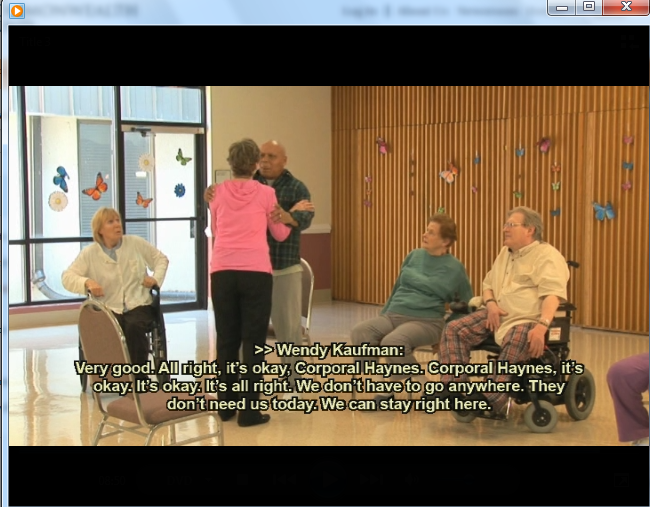 >> Wendy Kaufman:
Very good. All right, it's okay, Corporal Haynes. Corporal Haynes, it's
okay. It's okay. It's all right. We don't have to go anywhere. They
don't need us today. We can stay right here.